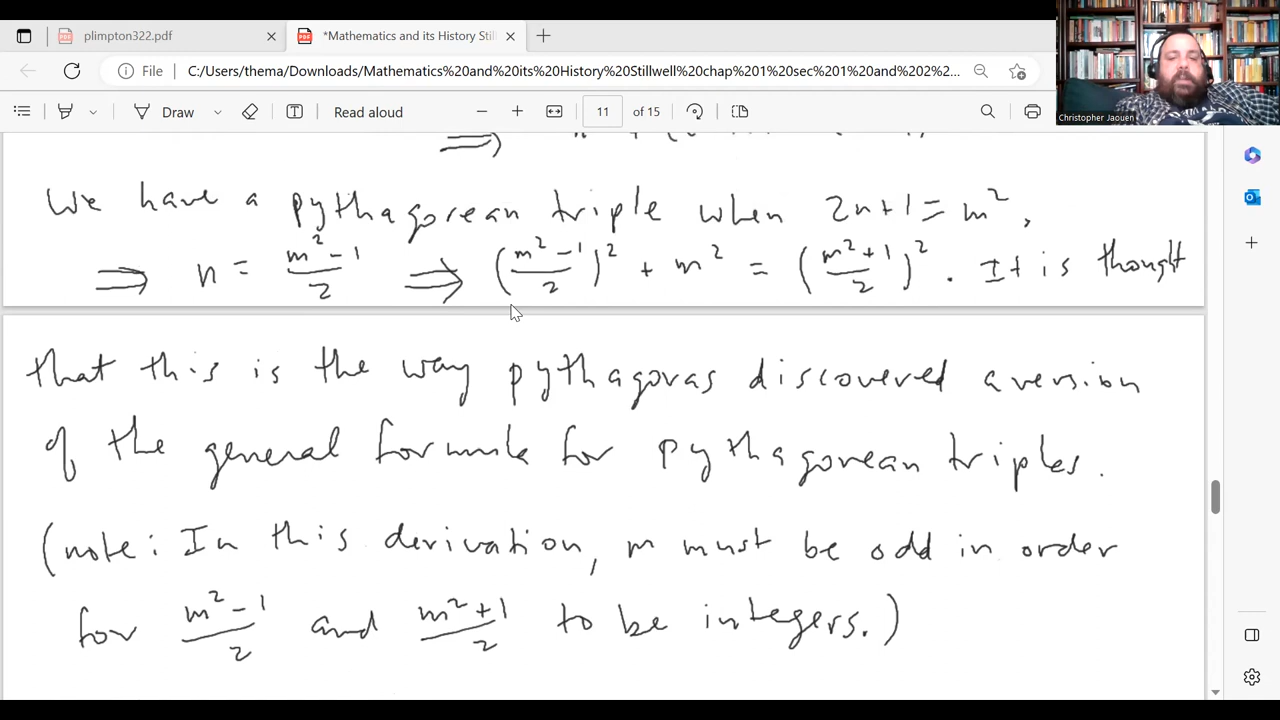 plimpton322.pdf
*Mathematics and its History Still
File
C:/Users/thema/Downloads/Mathematics%20and%20its%20History%20Stillwell%20chap%201%20sec%201%20and%202%2...
Draw
Read aloud
11 of 15
Christopher Jaouen
We have a pythagorean triple when 2n+1=m²,
⟹ n = (m²-1)/2 ⟹ ((m²-1)/2)² + m² = ((m²+1)/2)². It is thought
that this is the way pythagoras discovered a version
of the general formula for pythagorean triples.
(note: In this derivation, m must be odd in order
for (m²-1)/2 and (m²+1)/2 to be integers.)